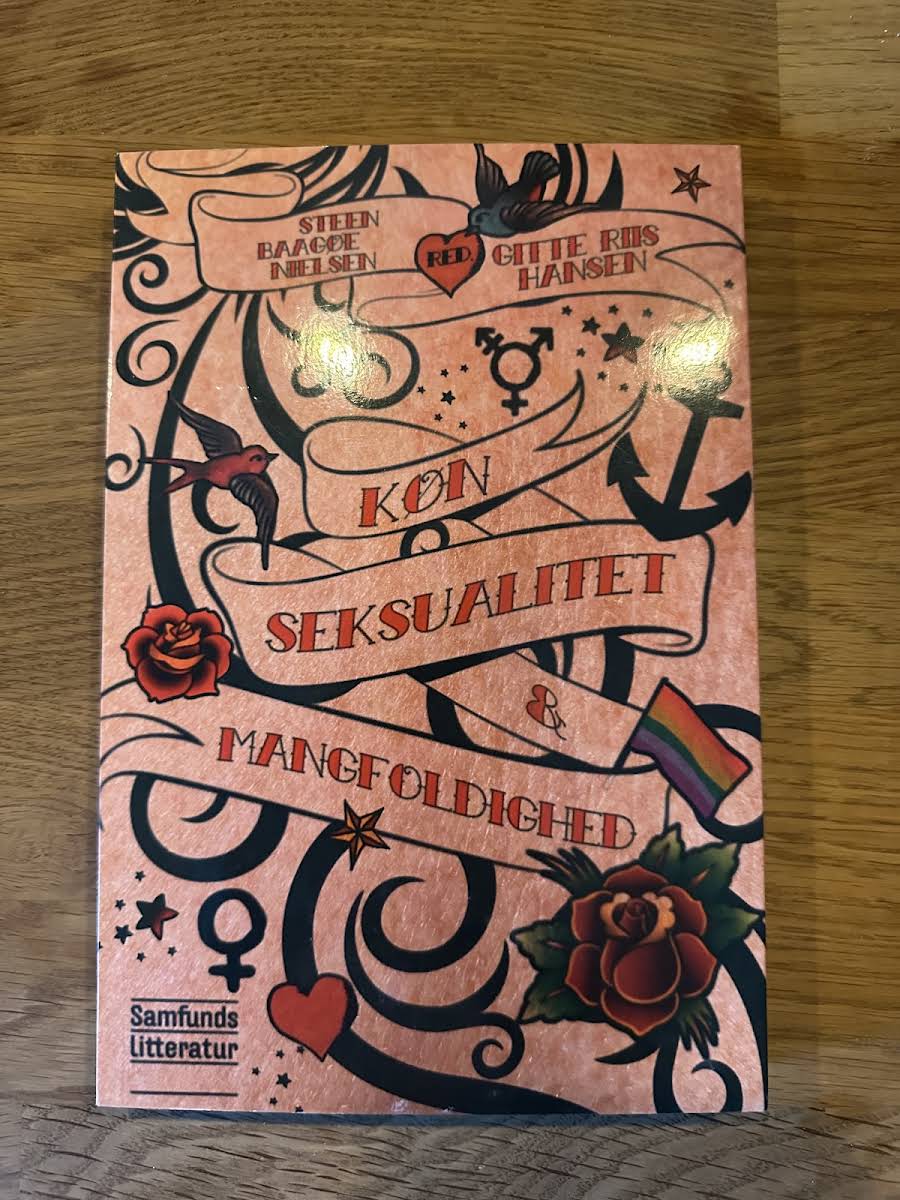 STEEN
BAAGØE
NIELSEN
RED.
GITTE RIIS
HANSEN
KØN
SEKSUALITET
&
MANGFOLDIGHED
Samfunds
litteratur